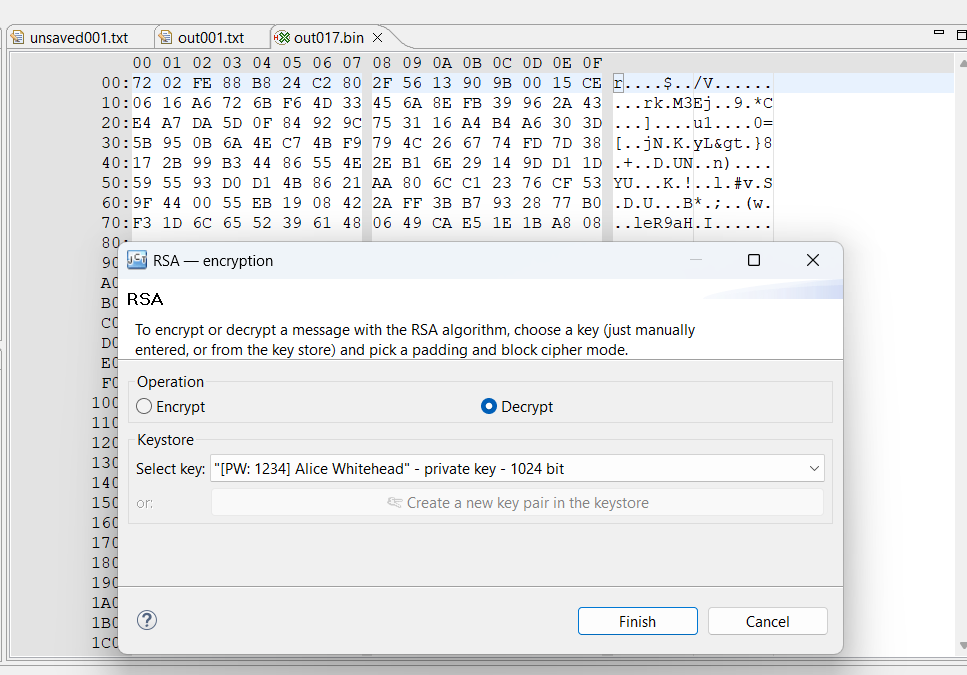 unsaved001.txt out001.txt out017.bin
00 01 02 03 04 05 06 07 08 09 0A 0B 0C 0D 0E 0F
00: 72 02 FE 88 B8 24 C2 80 2F 56 13 90 9B 00 15 CE r....$../V......
10: 06 16 A6 72 6B F6 4D 33 45 6A 8E FB 39 96 2A 43 ...rk.M3Ej..9.*C
20: E4 A7 DA 5D 0F 84 92 9C 75 31 16 A4 B4 A6 30 3D ...]....u1....0=
30: 5B 95 0B 6A 4E C7 4B F9 79 4C 26 67 74 FD 7D 38 [..jN.K.yL&gt.}8
40: 17 2B 99 B3 44 86 55 4E 2E B1 6E 29 14 9D D1 1D .+..D.UN..n)....
50: 59 55 93 D0 D1 4B 86 21 AA 80 6C C1 23 76 CF 53 YU...K.!..l.#v.S
60: 9F 44 00 55 EB 19 08 42 2A FF 3B B7 93 28 77 B0 .D.U...B*.;..(w.
70: F3 1D 6C 65 52 39 61 48 06 49 CA E5 1E 1B A8 08 ..leR9aH.I......
80:
90
A0
B0
C0
D0
E0
F0
100
110
120
130
140
150
160
170
180
190
1A0
1B0
1C0
RSA — encryption
RSA
To encrypt or decrypt a message with the RSA algorithm, choose a key (just manually
entered, or from the key store) and pick a padding and block cipher mode.
Operation
Encrypt Decrypt
Keystore
Select key: "[PW: 1234] Alice Whitehead" - private key - 1024 bit
or: Create a new key pair in the keystore
? Finish Cancel